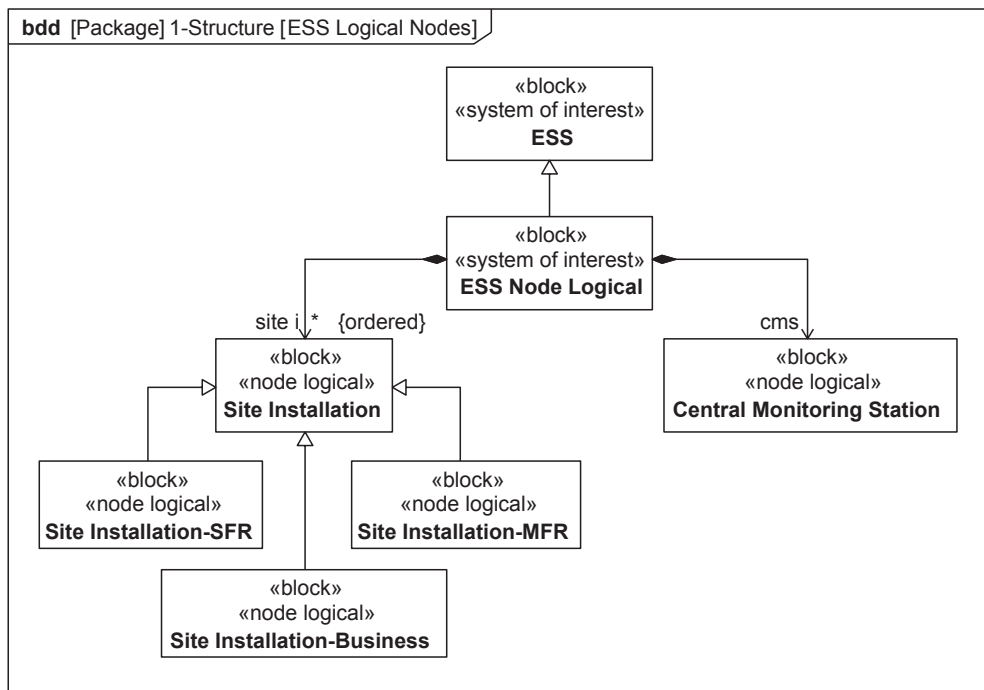 bdd [Package] 1-Structure [ESS Logical Nodes]
«block»
«system of interest»
ESS
«block»
«system of interest»
ESS Node Logical
site i * {ordered}
cms
«block»
«node logical»
Site Installation
«block»
«node logical»
Central Monitoring Station
«block»
«node logical»
Site Installation-SFR
«block»
«node logical»
Site Installation-MFR
«block»
«node logical»
Site Installation-Business